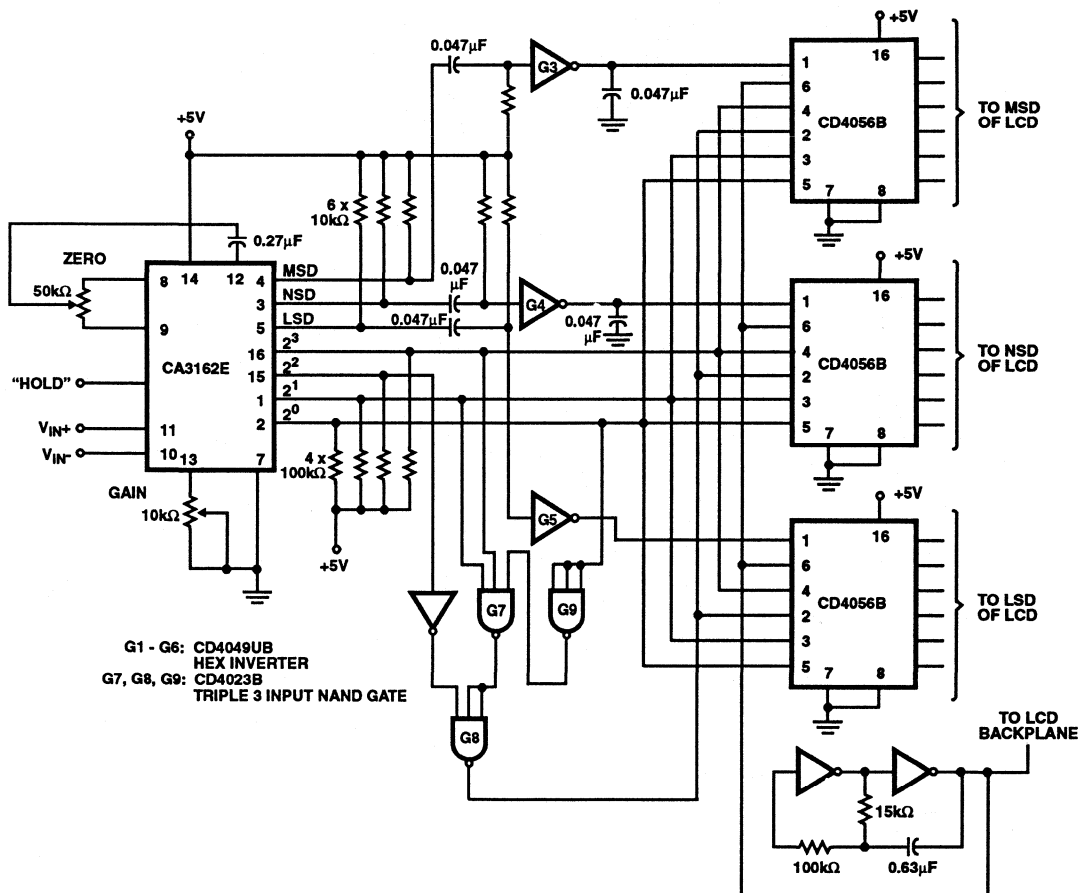 +5V
0.047µF
G3
0.047µF
1
6
4
2
3
5
16
CD4056B
7
8
TO MSD
OF LCD
+5V
6 x
10kΩ
0.27µF
ZERO
50kΩ
8
14
12
4
MSD
3
NSD
5
LSD
9
16
2³
CA3162E
15
2²
"HOLD"
1
2¹
2
2⁰
VIN+
11
VIN-
10
13
7
GAIN
10kΩ
4 x
100kΩ
+5V
0.047
µF
0.047µF
G4
0.047
µF
+5V
1
6
4
2
3
5
16
CD4056B
7
8
TO NSD
OF LCD
G5
G7
G9
G8
+5V
1
6
4
2
3
5
16
CD4056B
7
8
TO LSD
OF LCD
G1 - G6: CD4049UB
HEX INVERTER
G7, G8, G9: CD4023B
TRIPLE 3 INPUT NAND GATE
TO LCD
BACKPLANE
15kΩ
100kΩ
0.63µF